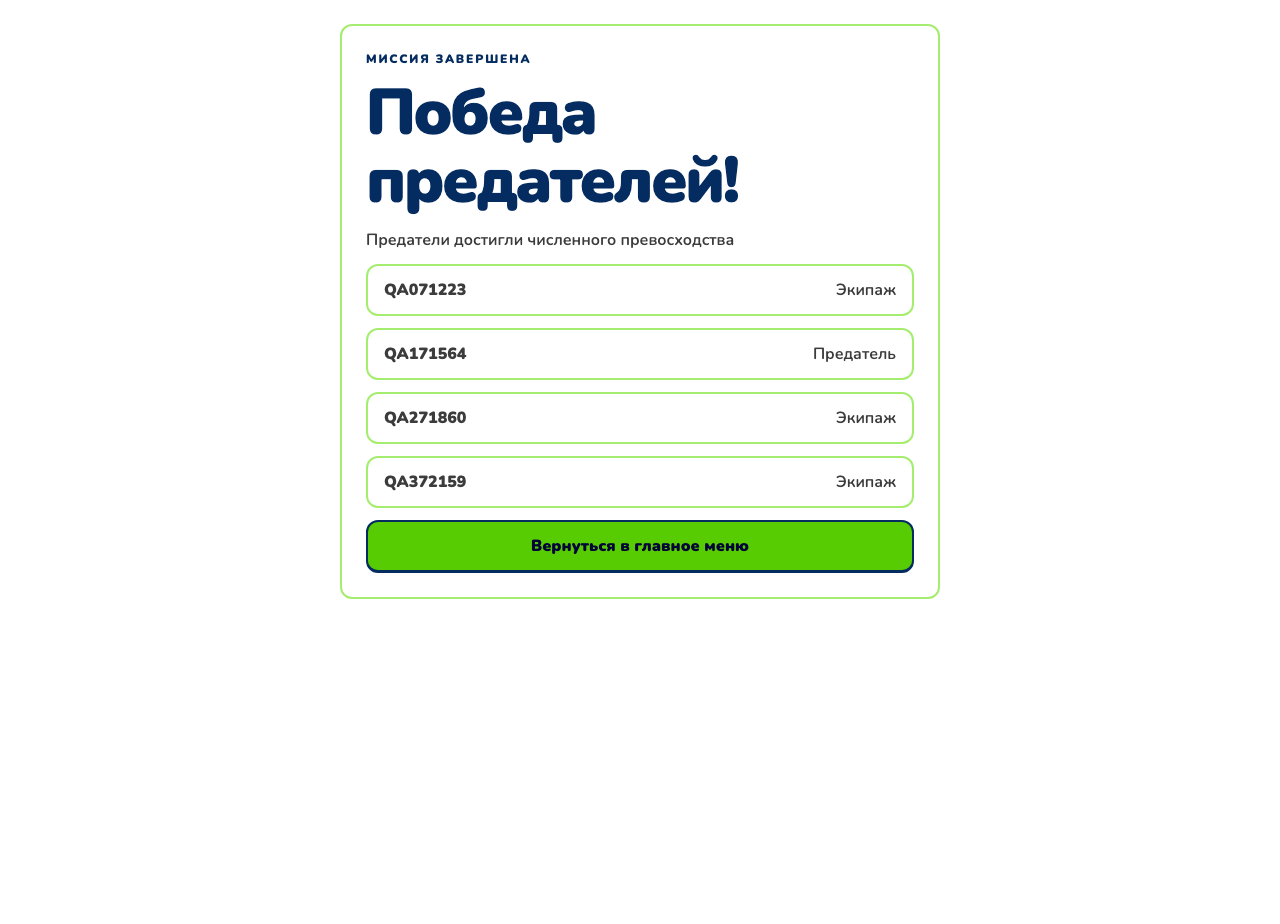 МИССИЯ ЗАВЕРШЕНА
Победа
предателей!
Предатели достигли численного превосходства
QA071223 Экипаж
QA171564 Предатель
QA271860 Экипаж
QA372159 Экипаж
Вернуться в главное меню